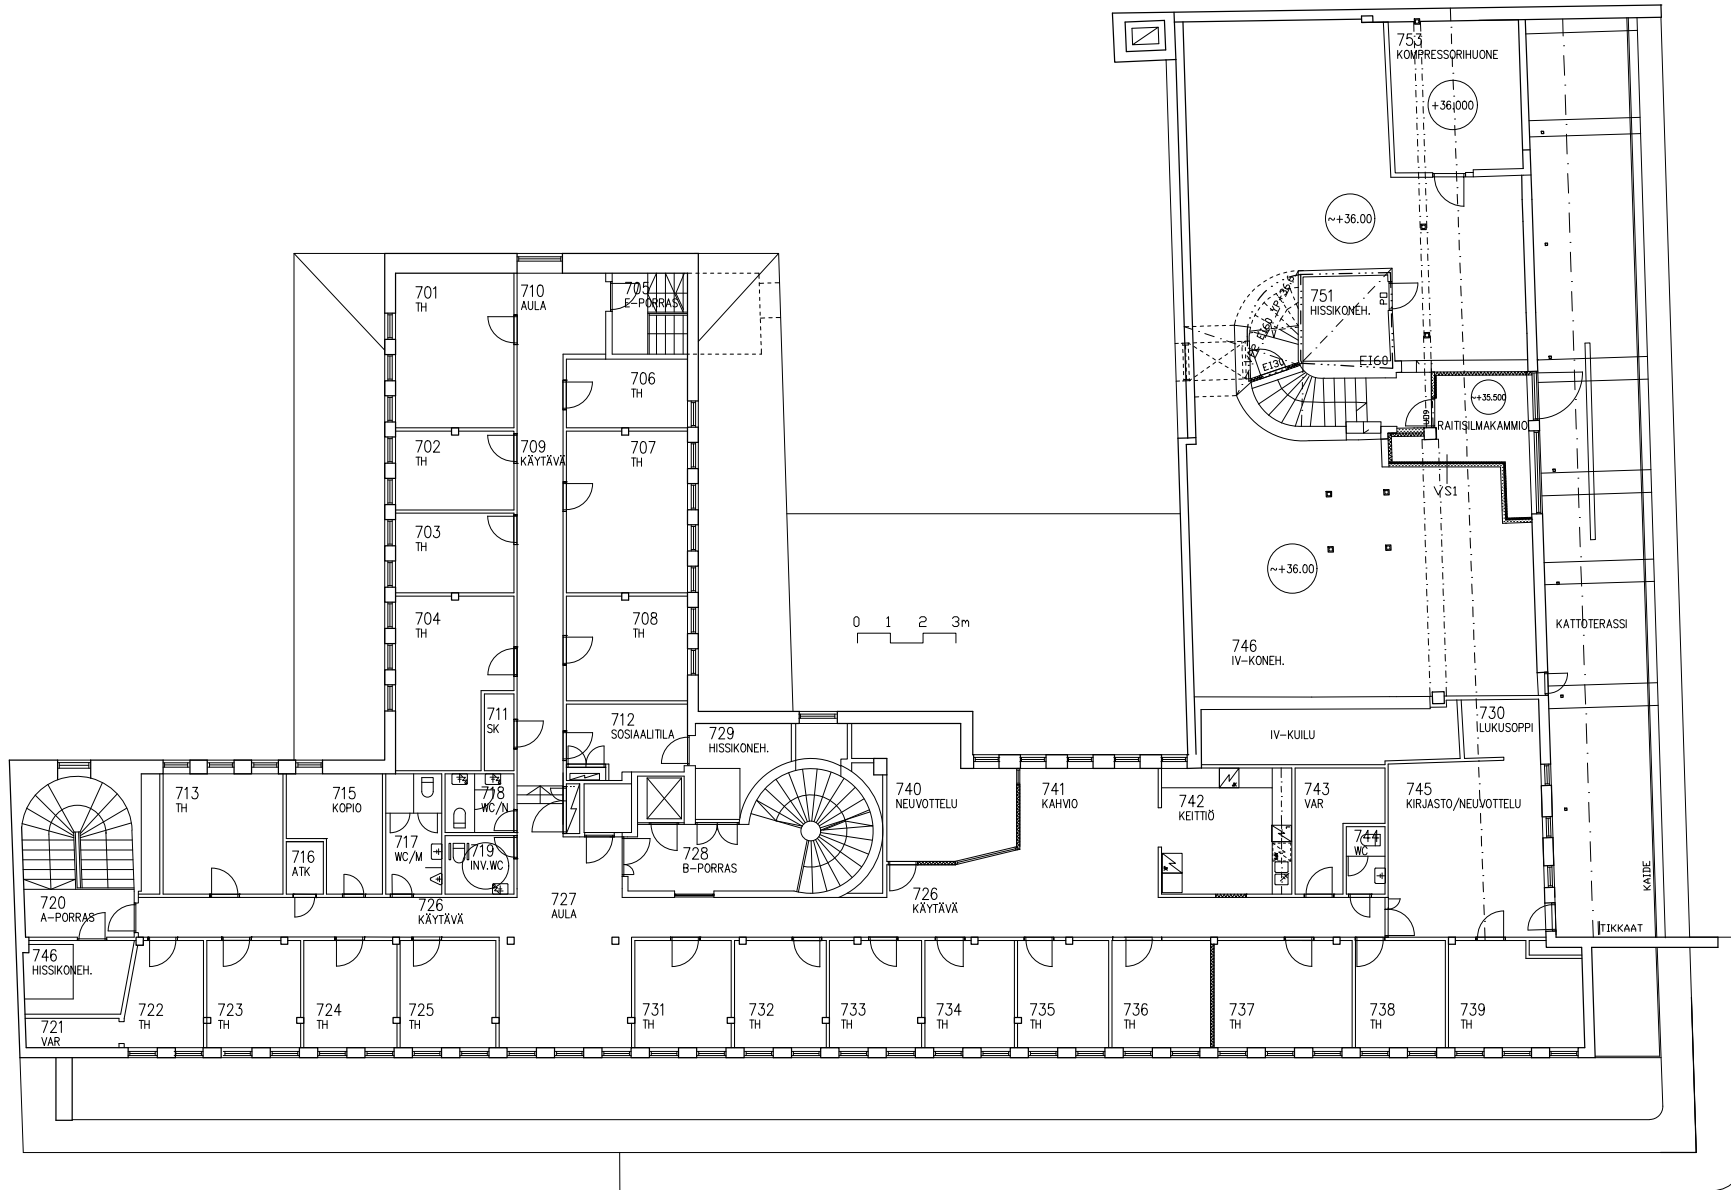 753
KOMPRESSORIHUONE
+36.000
~+36.00
701
TH
710
AULA
705
E-PORRAS
751
HISSIKONEH.
PO
EI60
EI30
706
TH
~+35.500
RAITISILMAKAMMIO
702
TH
709
KÄYTÄVÄ
707
TH
VS1
703
TH
~+36.00
704
TH
708
TH
0 1 2 3m
KATTOTERASSI
746
IV-KONEH.
711
SK
712
SOSIAALITILA
729
HISSIKONEH.
IV-KUILU
730
LUKUSOPPI
713
TH
715
KOPIO
718
WC/N
740
NEUVOTTELU
741
KAHVIO
742
KEITTIÖ
743
VAR
745
KIRJASTO/NEUVOTTELU
716
ATK
717
WC/M
719
INV.WC
728
B-PORRAS
744
WC
KAIDE
720
A-PORRAS
726
KÄYTÄVÄ
727
AULA
726
KÄYTÄVÄ
TIKKAAT
746
HISSIKONEH.
721
VAR
722
TH
723
TH
724
TH
725
TH
731
TH
732
TH
733
TH
734
TH
735
TH
736
TH
737
TH
738
TH
739
TH